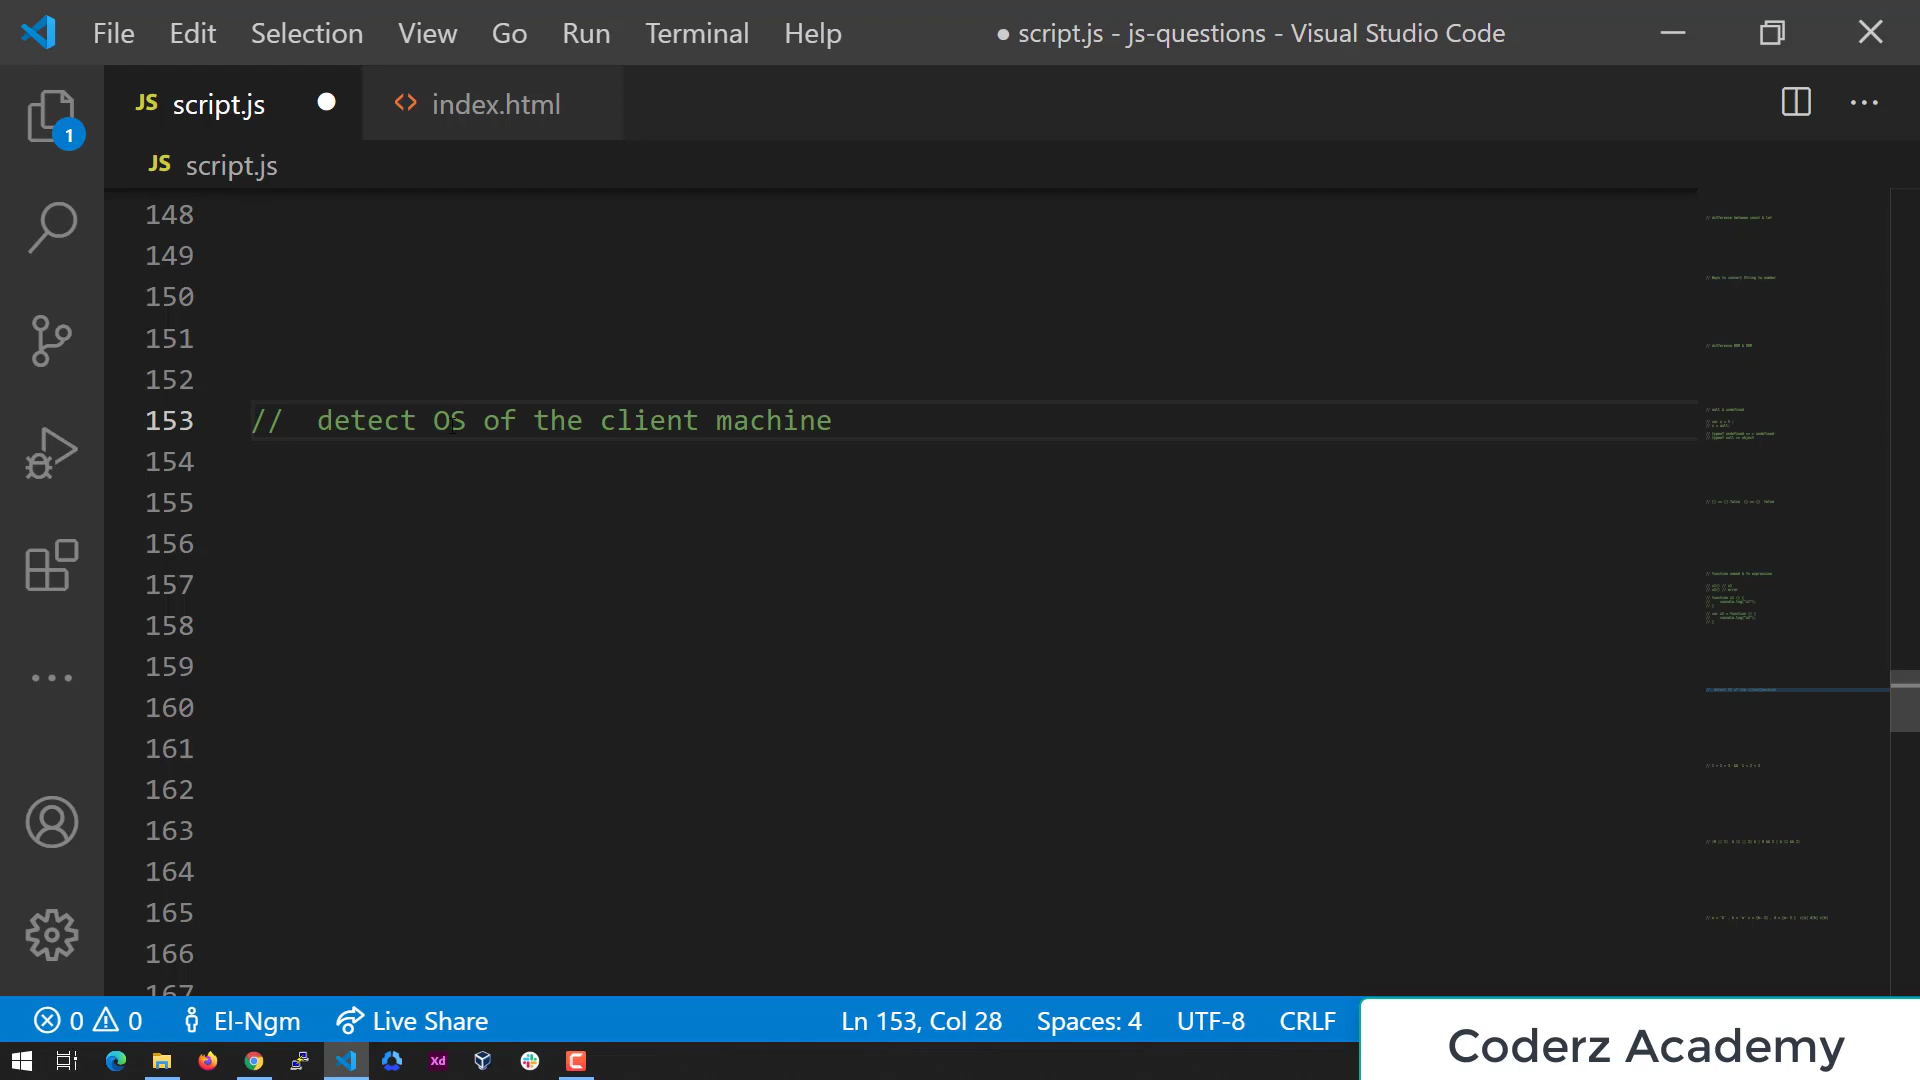 File Edit Selection View Go Run Terminal Help
● script.js - js-questions - Visual Studio Code
JS script.js
<> index.html
1
JS script.js
148
149
150
151
152
153 //  detect OS of the client machine
154
155
156
157
158
159
160
161
162
163
164
165
166
167
0 0 El-Ngm Live Share
Ln 153, Col 28 Spaces: 4 UTF-8 CRLF
Xd
Coderz Academy